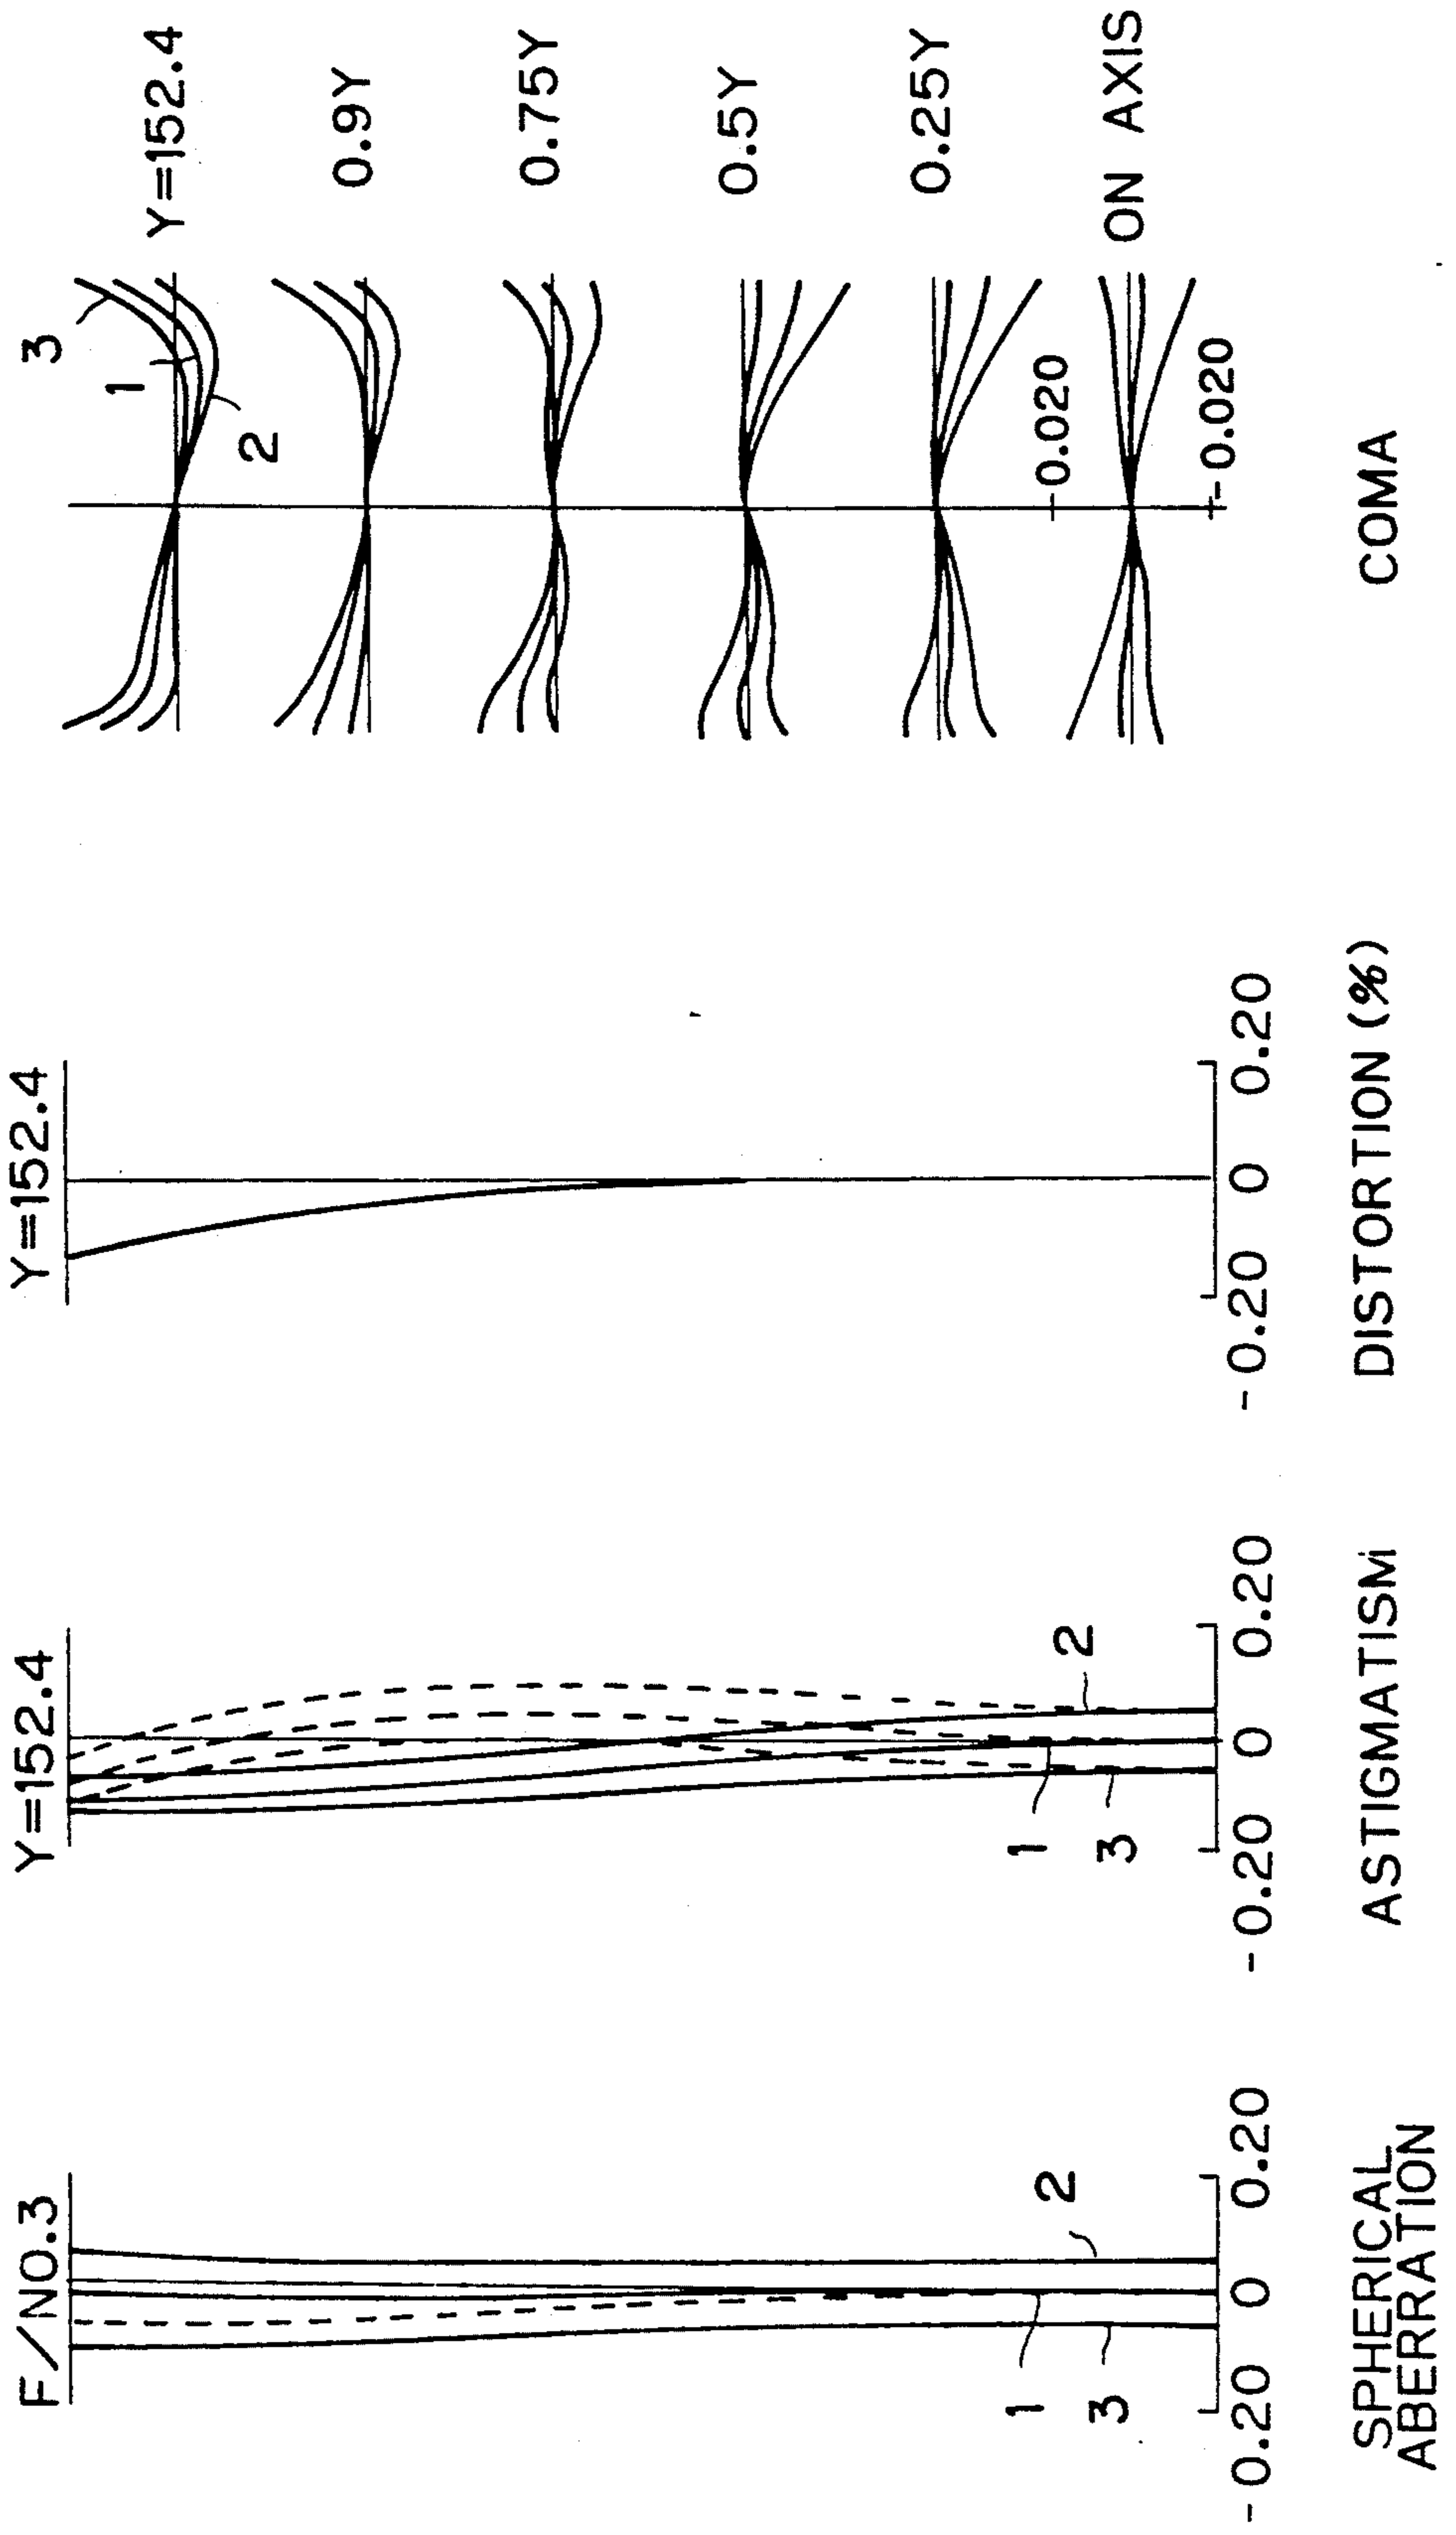 F/NO.3
1
3
2
-0.20 0 0.20
SPHERICAL
ABERRATION
Y=152.4
1
3
2
-0.20 0 0.20
ASTIGMATISM
Y=152.4
-0.20 0 0.20
DISTORTION (%)
3
1
2
Y=152.4
0.9Y
0.75Y
0.5Y
0.25Y
0.020
ON AXIS
-0.020
COMA